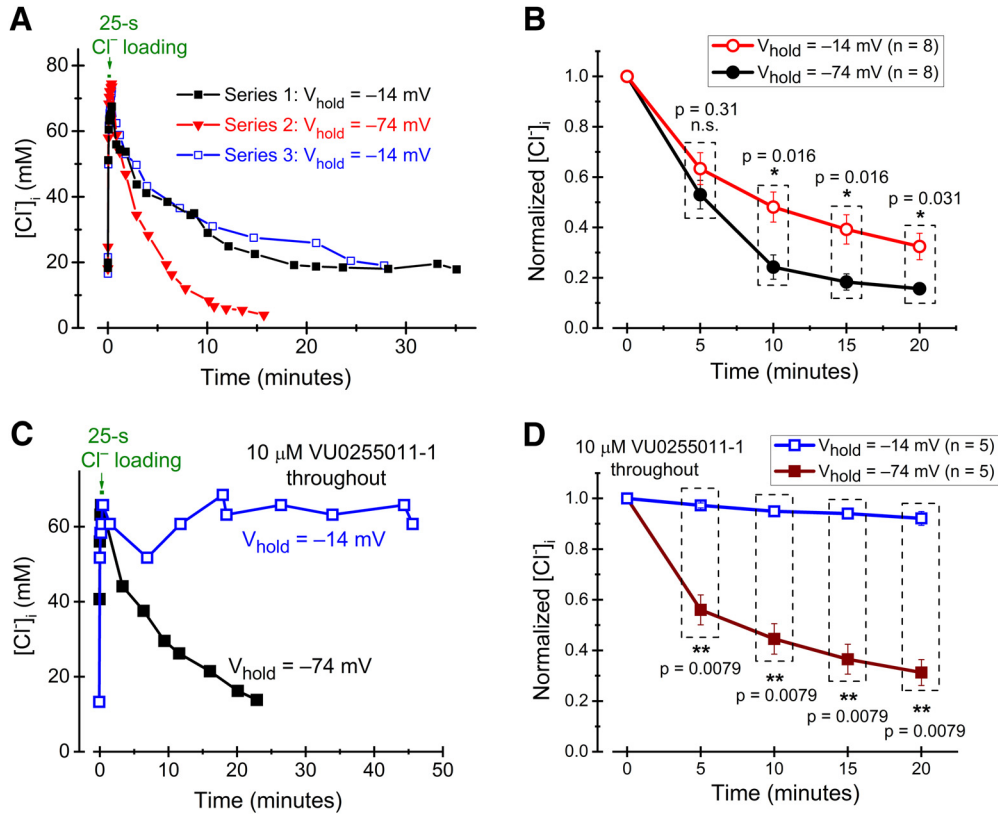 A
25-s
Cl⁻ loading
80
60
40
20
0
[Cl⁻]i (mM)
Series 1: Vhold = –14 mV
Series 2: Vhold = –74 mV
Series 3: Vhold = –14 mV
0 10 20 30
Time (minutes)
B
Vhold = –14 mV (n = 8)
Vhold = –74 mV (n = 8)
1.0
0.8
0.6
0.4
0.2
0.0
Normalized [Cl⁻]i
p = 0.31
n.s.
p = 0.016
*
p = 0.016
*
p = 0.031
*
0 5 10 15 20
Time (minutes)
C
25-s
Cl⁻ loading
10 μM VU0255011-1
throughout
60
40
20
0
[Cl⁻]i (mM)
Vhold = –14 mV
Vhold = –74 mV
0 10 20 30 40 50
Time (minutes)
D
10 μM VU0255011-1
throughout
Vhold = –14 mV (n = 5)
Vhold = –74 mV (n = 5)
1.0
0.8
0.6
0.4
0.2
0.0
Normalized [Cl⁻]i
**
p = 0.0079
**
p = 0.0079
**
p = 0.0079
**
p = 0.0079
0 5 10 15 20
Time (minutes)